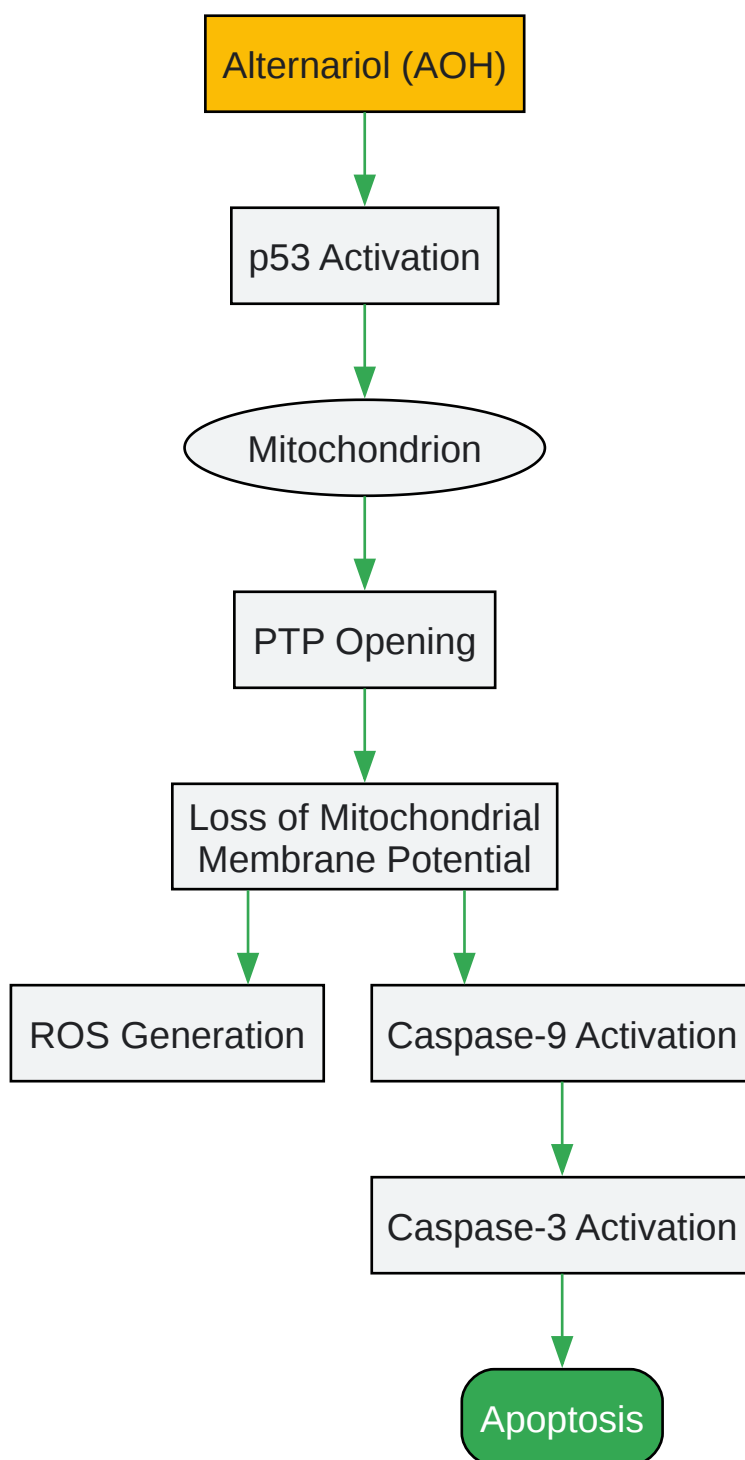 Alternariol (AOH)
p53 Activation
Mitochondrion
PTP Opening
Loss of Mitochondrial
Membrane Potential
ROS Generation
Caspase-9 Activation
Caspase-3 Activation
Apoptosis